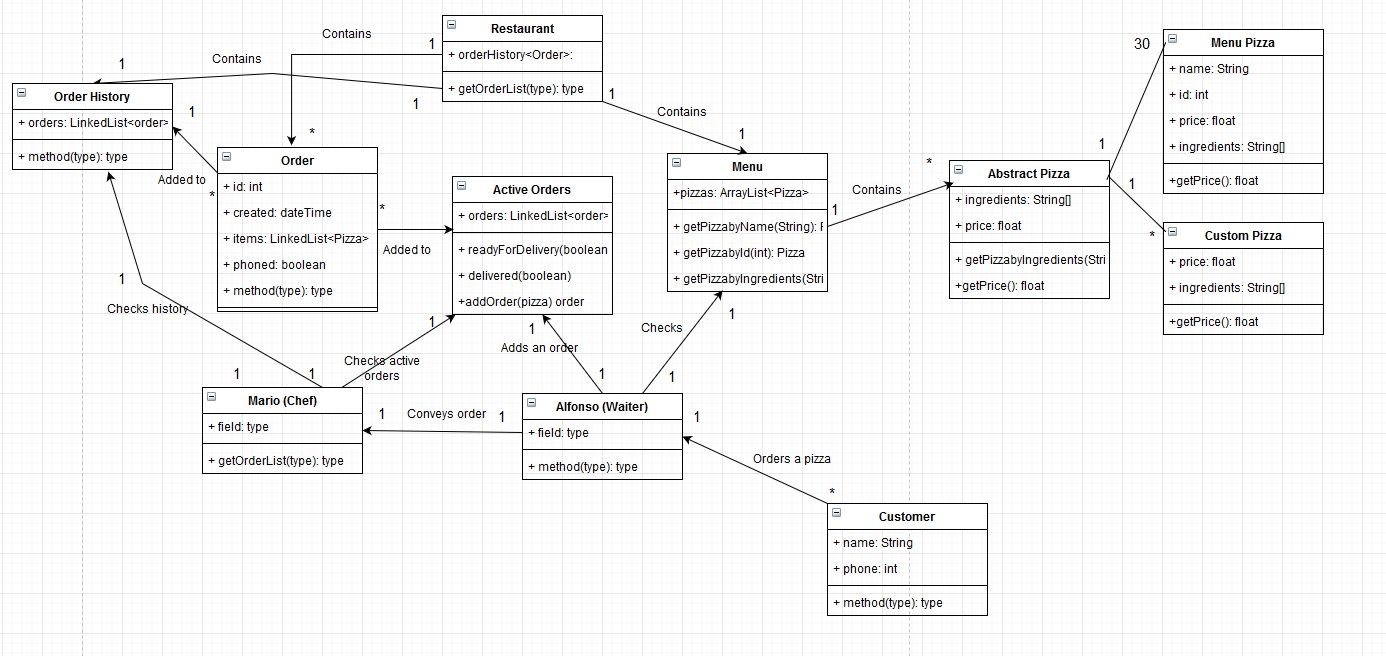 Restaurant
+ orderHistory<Order>:
+ getOrderList(type): type
Contains
1
Contains
1
1
*
1
Contains
1
Order History
+ orders: LinkedList<order>
+ method(type): type
1
Added to
*
Order
+ id: int
+ created: dateTime
+ items: LinkedList<Pizza>
+ phoned: boolean
+ method(type): type
*
Added to
Active Orders
+ orders: LinkedList<order>
+ readyForDelivery(boolean
+ delivered(boolean)
+addOrder(pizza) order
Menu
+pizzas: ArrayList<Pizza>
+ getPizzabyName(String): F
+ getPizzabyId(int): Pizza
+ getPizzabyIngredients(Stri
1
Contains
*
Abstract Pizza
+ ingredients: String[]
+ price: float
+ getPizzabyIngredients(Stri
+getPrice(): float
1
30
Menu Pizza
+ name: String
+ id: int
+ price: float
+ ingredients: String[]
+getPrice(): float
1
*
Custom Pizza
+ price: float
+ ingredients: String[]
+getPrice(): float
1
Checks history
1
1
Checks active
orders
1
1
Adds an order
1
Checks
1
1
Mario (Chef)
+ field: type
+ getOrderList(type): type
1
Conveys order
1
Alfonso (Waiter)
+ field: type
+ method(type): type
1
Orders a pizza
*
Customer
+ name: String
+ phone: int
+ method(type): type